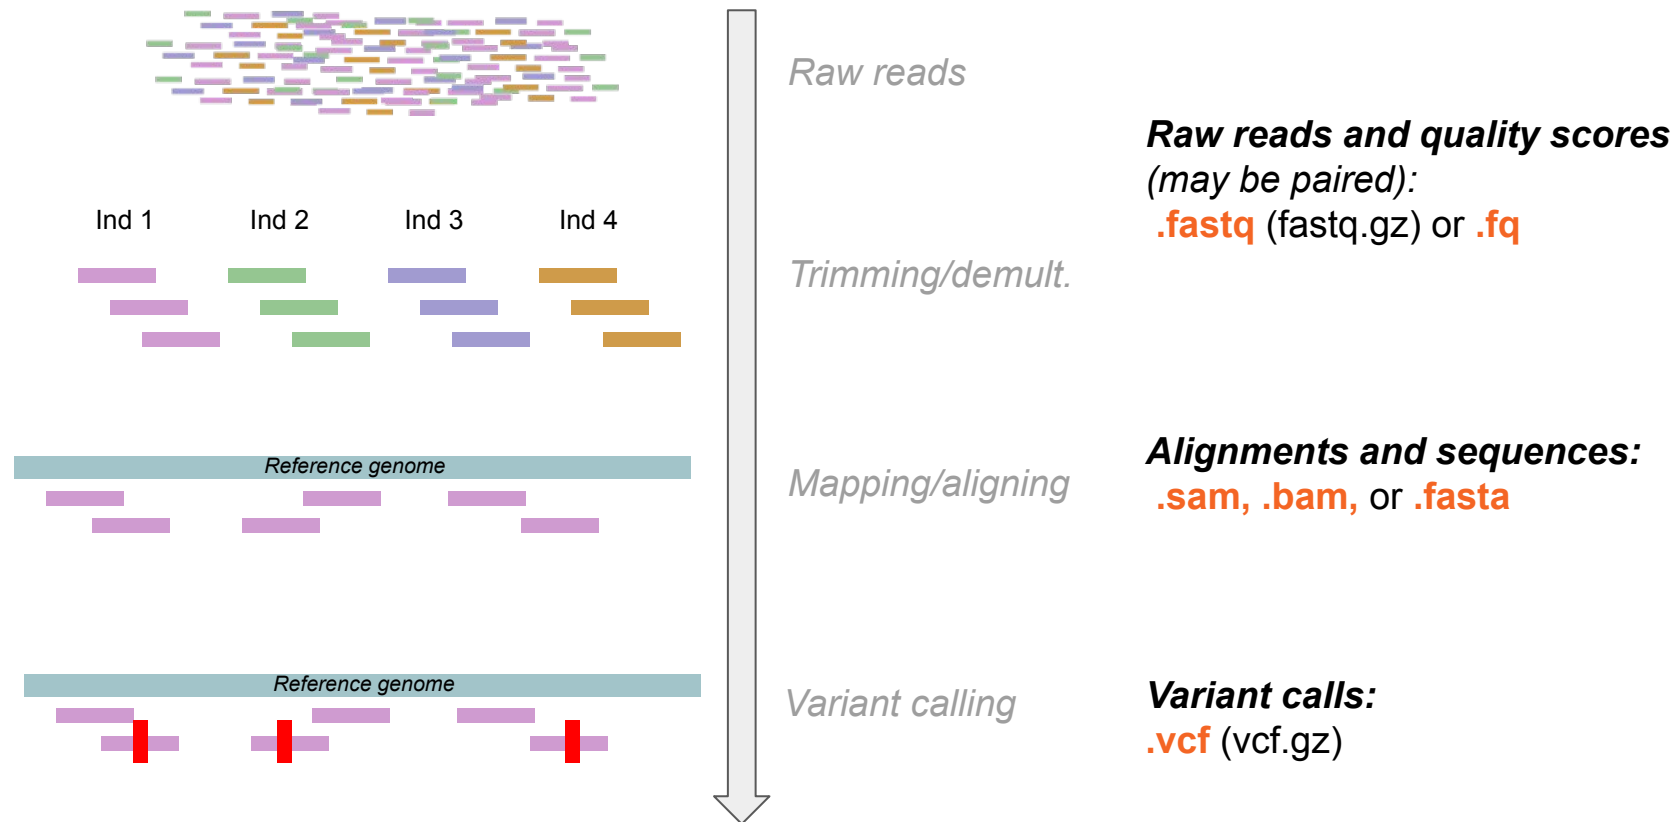 Raw reads
Raw reads and quality scores
(may be paired):
.fastq (fastq.gz) or .fq
Ind 1 Ind 2 Ind 3 Ind 4
Trimming/demult.
Reference genome
Mapping/aligning
Alignments and sequences:
.sam, .bam, or .fasta
Reference genome
Variant calling
Variant calls:
.vcf (vcf.gz)